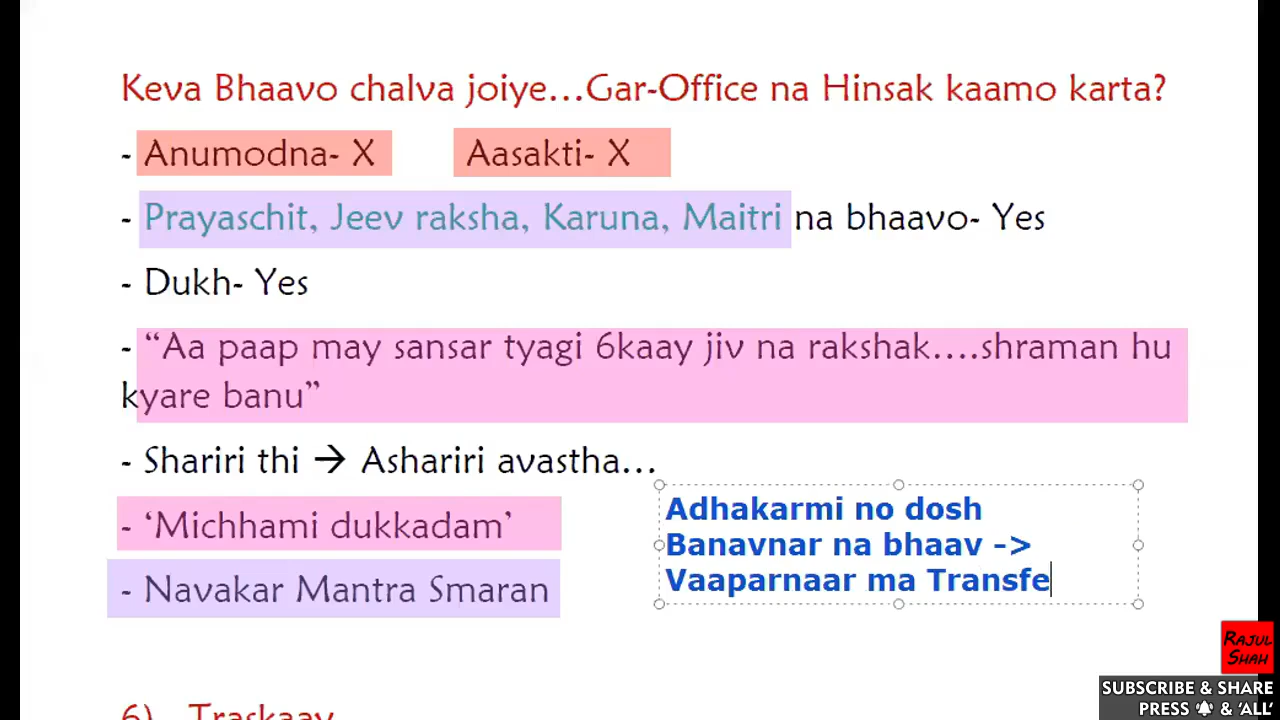 Keva Bhaavo chalva joiye...Gar-Office na Hinsak kaamo karta?
- Anumodna- X Aasakti- X
- Prayaschit, Jeev raksha, Karuna, Maitri na bhaavo- Yes
- Dukh- Yes
- “Aa paap may sansar tyagi 6kaay jiv na rakshak....shraman hu
kyare banu”
- Shariri thi → Ashariri avastha...
- ‘Michhami dukkadam’
- Navakar Mantra Smaran
Adhakarmi no dosh
Banavnar na bhaav ->
Vaaparnaar ma Transfe
6) Traskaay
RAJUL
SHAH
SUBSCRIBE & SHARE
PRESS 🔔 & ‘ALL’